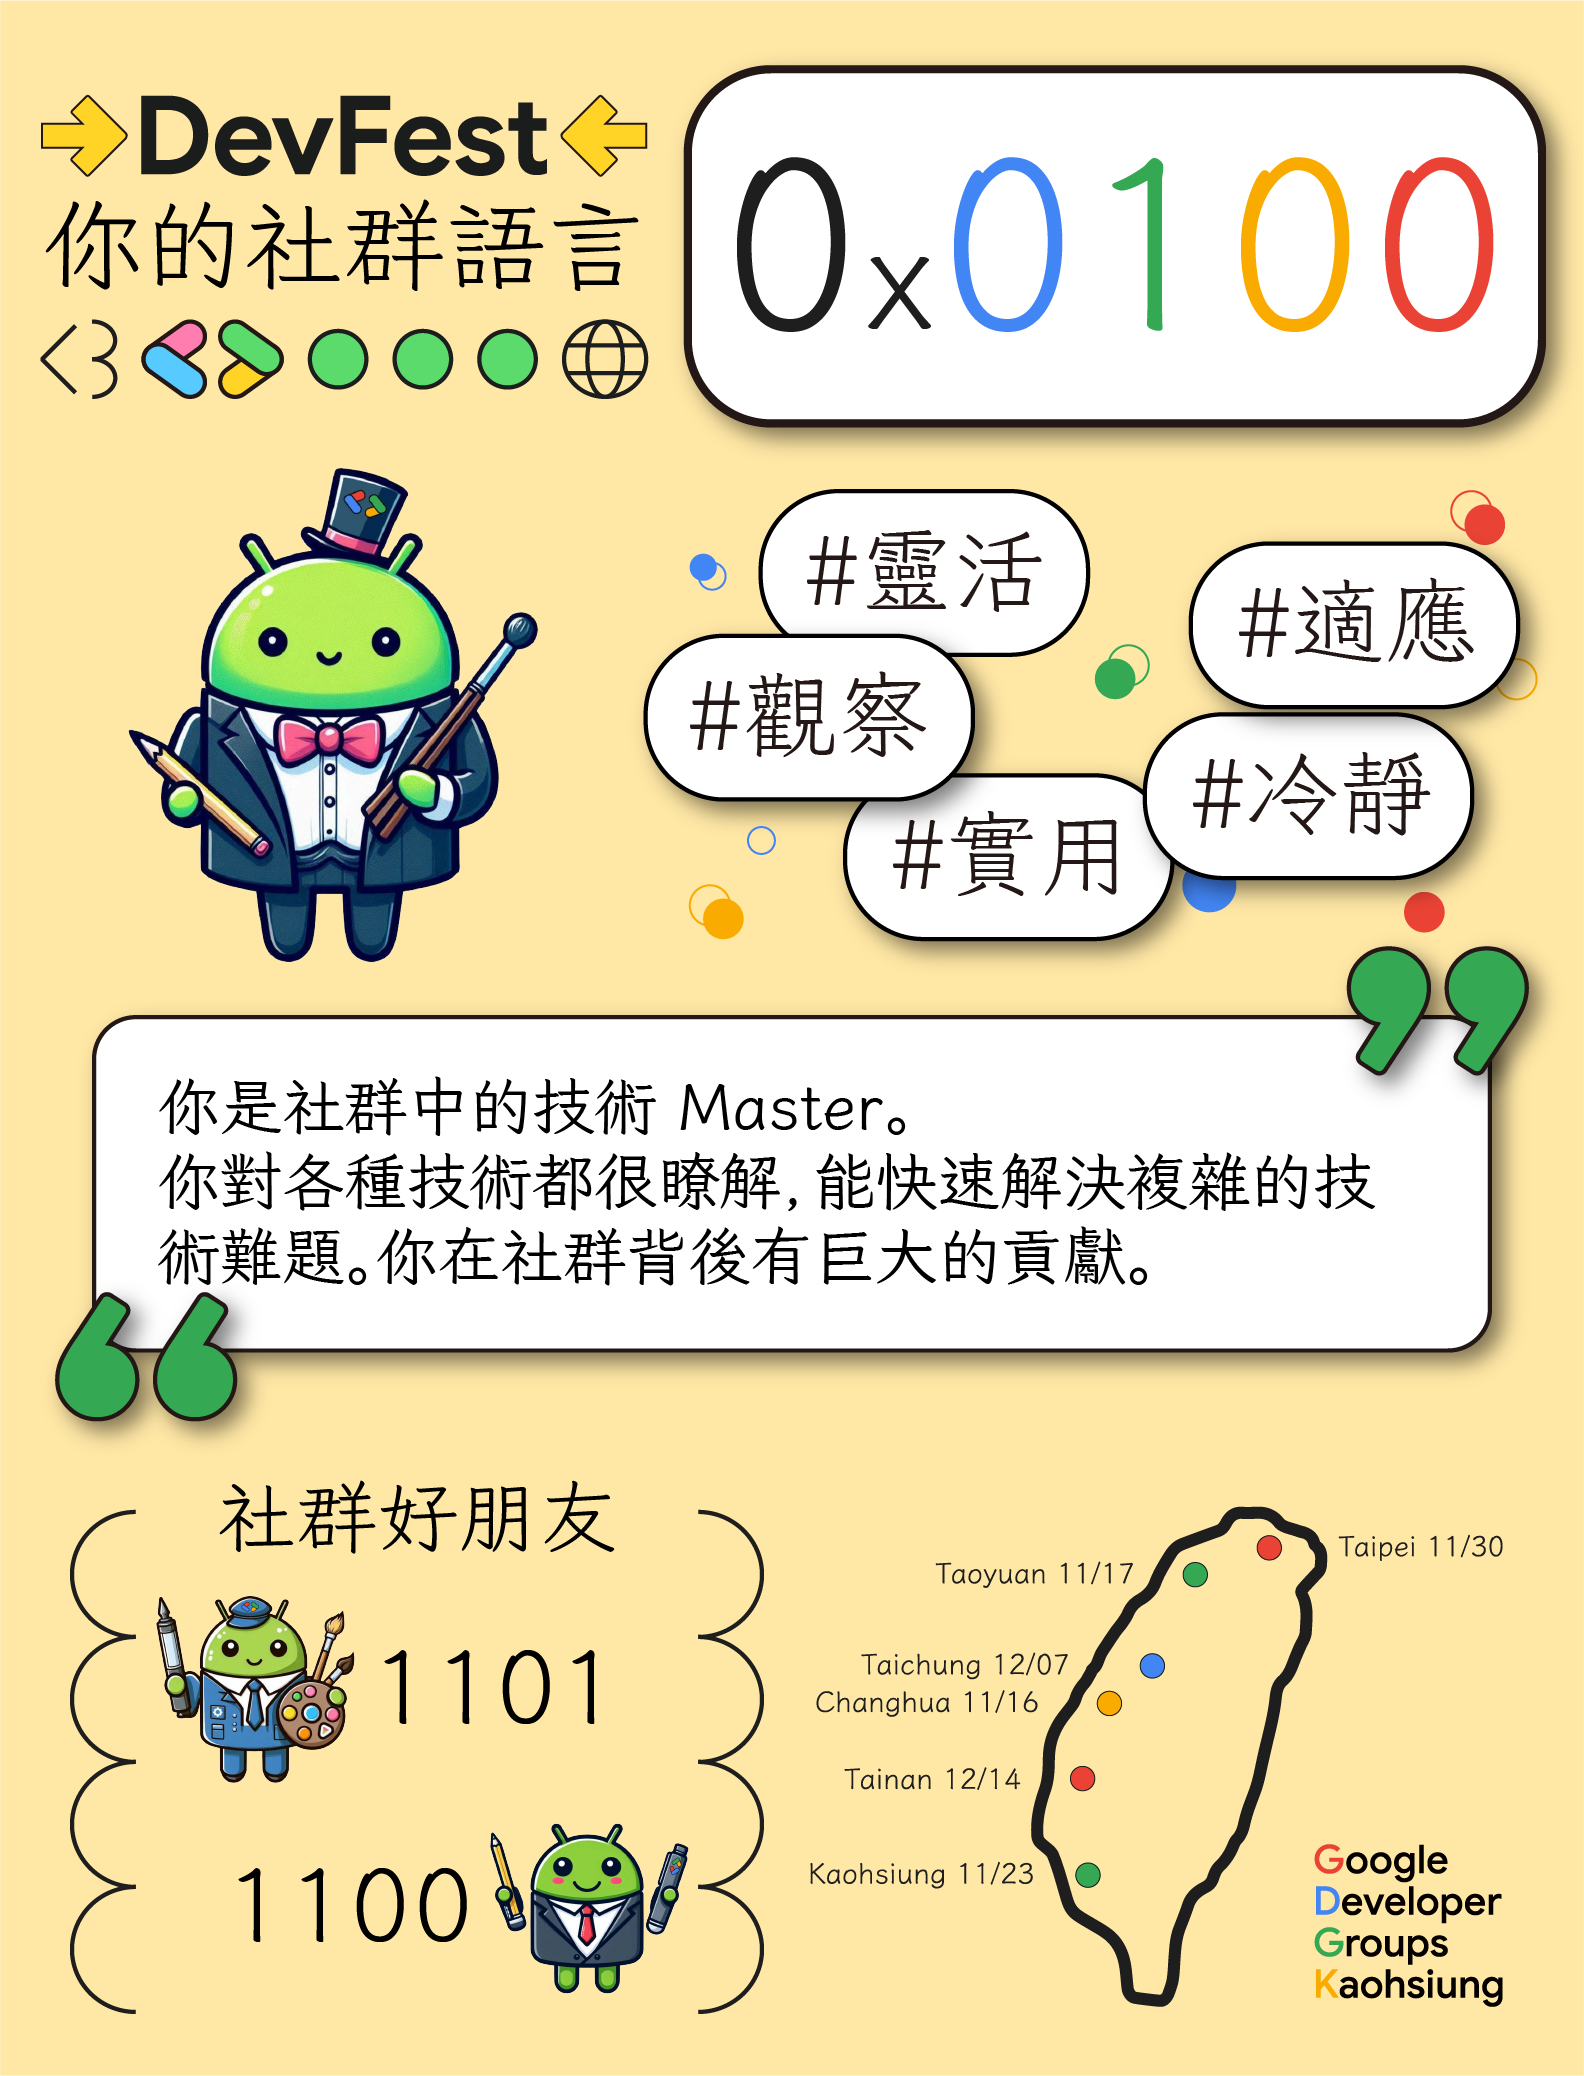 DevFest
你的社群語言
0x0100
#靈活
#適應
#觀察
#冷靜
#實用
你是社群中的技術 Master。
你對各種技術都很瞭解,能快速解決複雜的技
術難題。你在社群背後有巨大的貢獻。
社群好朋友
1101
1100
Taipei 11/30
Taoyuan 11/17
Taichung 12/07
Changhua 11/16
Tainan 12/14
Kaohsiung 11/23
Google
Developer
Groups
Kaohsiung